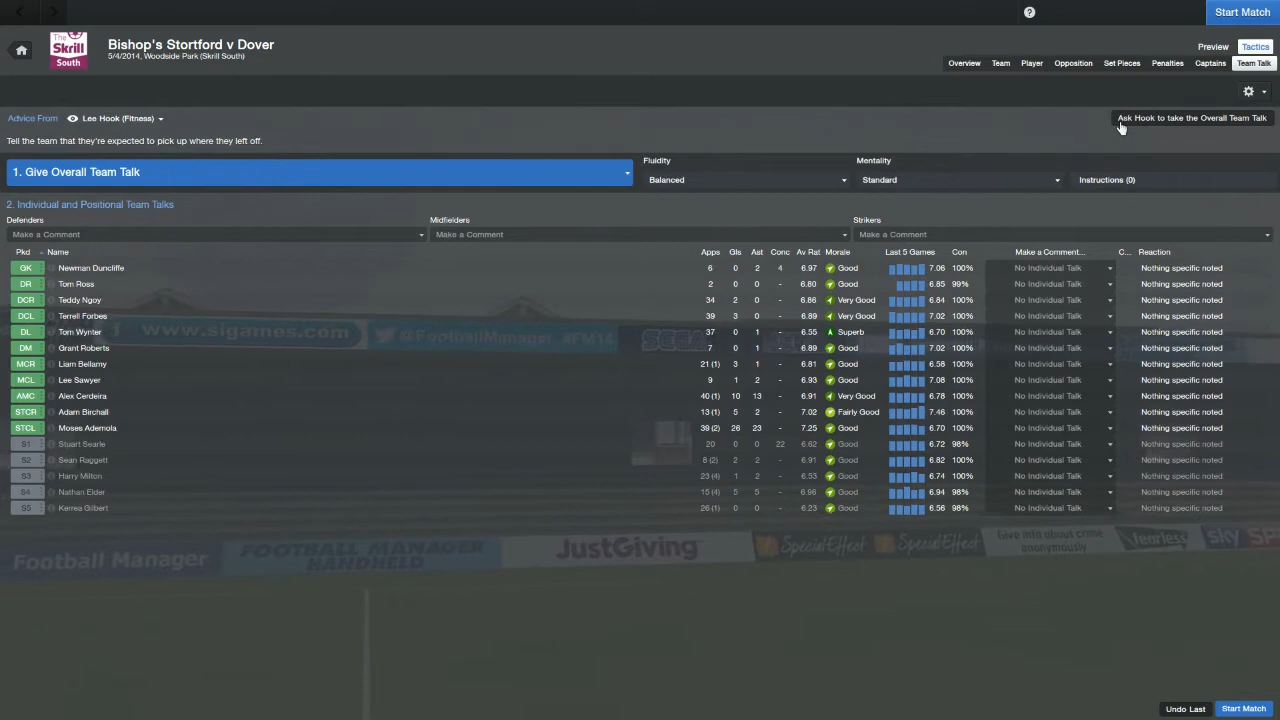 Start Match
The Skrill South
Bishop's Stortford v Dover
5/4/2014, Woodside Park (Skrill South)
Preview Tactics
Overview Team Player Opposition Set Pieces Penalties Captains Team Talk
Advice From Lee Hook (Fitness) Ask Hook to take the Overall Team Talk
Tell the team that they're expected to pick up where they left off.
Fluidity Mentality
1. Give Overall Team Talk Balanced Standard Instructions (0)
2. Individual and Positional Team Talks
Defenders Midfielders Strikers
Make a Comment Make a Comment Make a Comment
Pkd Name Apps Gls Ast Conc Av Rat Morale Last 5 Games Con Make a Comment... C... Reaction
GK Newman Duncliffe 6 0 2 4 6.97 Good 7.06 100% No Individual Talk Nothing specific noted
DR Tom Ross 2 0 0 - 6.80 Good 6.85 99% No Individual Talk Nothing specific noted
DCR Teddy Ngoy 34 2 0 - 6.86 Very Good 6.84 100% No Individual Talk Nothing specific noted
DCL Terrell Forbes 39 3 0 - 6.89 Very Good 7.02 100% No Individual Talk Nothing specific noted
DL Tom Wynter 37 0 1 - 6.55 Superb 6.70 100% No Individual Talk Nothing specific noted
DM Grant Roberts 7 0 1 - 6.89 Good 7.02 100% No Individual Talk Nothing specific noted
MCR Liam Bellamy 21 (1) 3 1 - 6.81 Good 6.58 100% No Individual Talk Nothing specific noted
MCL Lee Sawyer 9 1 2 - 6.93 Good 7.08 100% No Individual Talk Nothing specific noted
AMC Alex Cerdeira 40 (1) 10 13 - 6.91 Very Good 6.78 100% No Individual Talk Nothing specific noted
STCR Adam Birchall 13 (1) 5 2 - 7.02 Fairly Good 7.46 100% No Individual Talk Nothing specific noted
STCL Moses Ademola 39 (2) 26 23 - 7.25 Good 6.70 100% No Individual Talk Nothing specific noted
S1 Stuart Searle 20 0 0 22 6.62 Good 6.72 98% No Individual Talk Nothing specific noted
S2 Sean Raggett 8 (2) 2 2 - 6.91 Good 6.82 100% No Individual Talk Nothing specific noted
S3 Harry Milton 23 (4) 1 2 - 6.53 Good 6.74 100% No Individual Talk Nothing specific noted
S4 Nathan Elder 15 (4) 5 5 - 6.96 Good 6.94 98% No Individual Talk Nothing specific noted
S5 Kerrea Gilbert 26 (1) 0 0 - 6.23 Good 6.56 98% No Individual Talk Nothing specific noted
www.sigames.com @FootballManager #FM14 SEGA
Football Manager FOOTBALL MANAGER HANDHELD JustGiving SpecialEffect SpecialEffect Give info about crime anonymously fearless sky SP
Undo Last Start Match